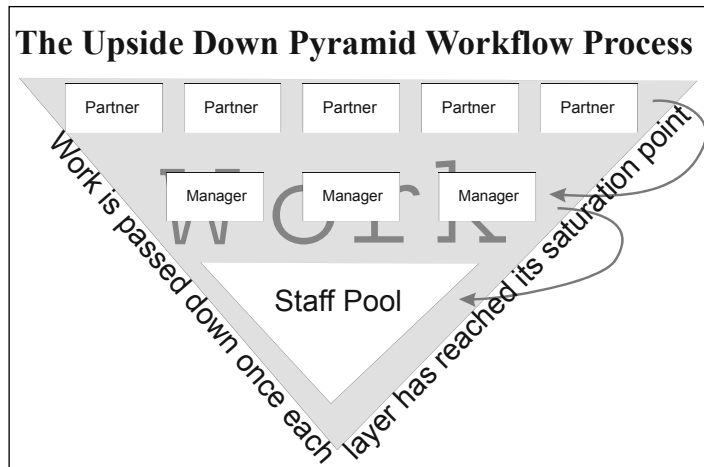 The Upside Down Pyramid Workflow Process
Partner Partner Partner Partner Partner
Work
Manager Manager Manager
Staff Pool
Work is passed down once each
layer has reached its saturation point